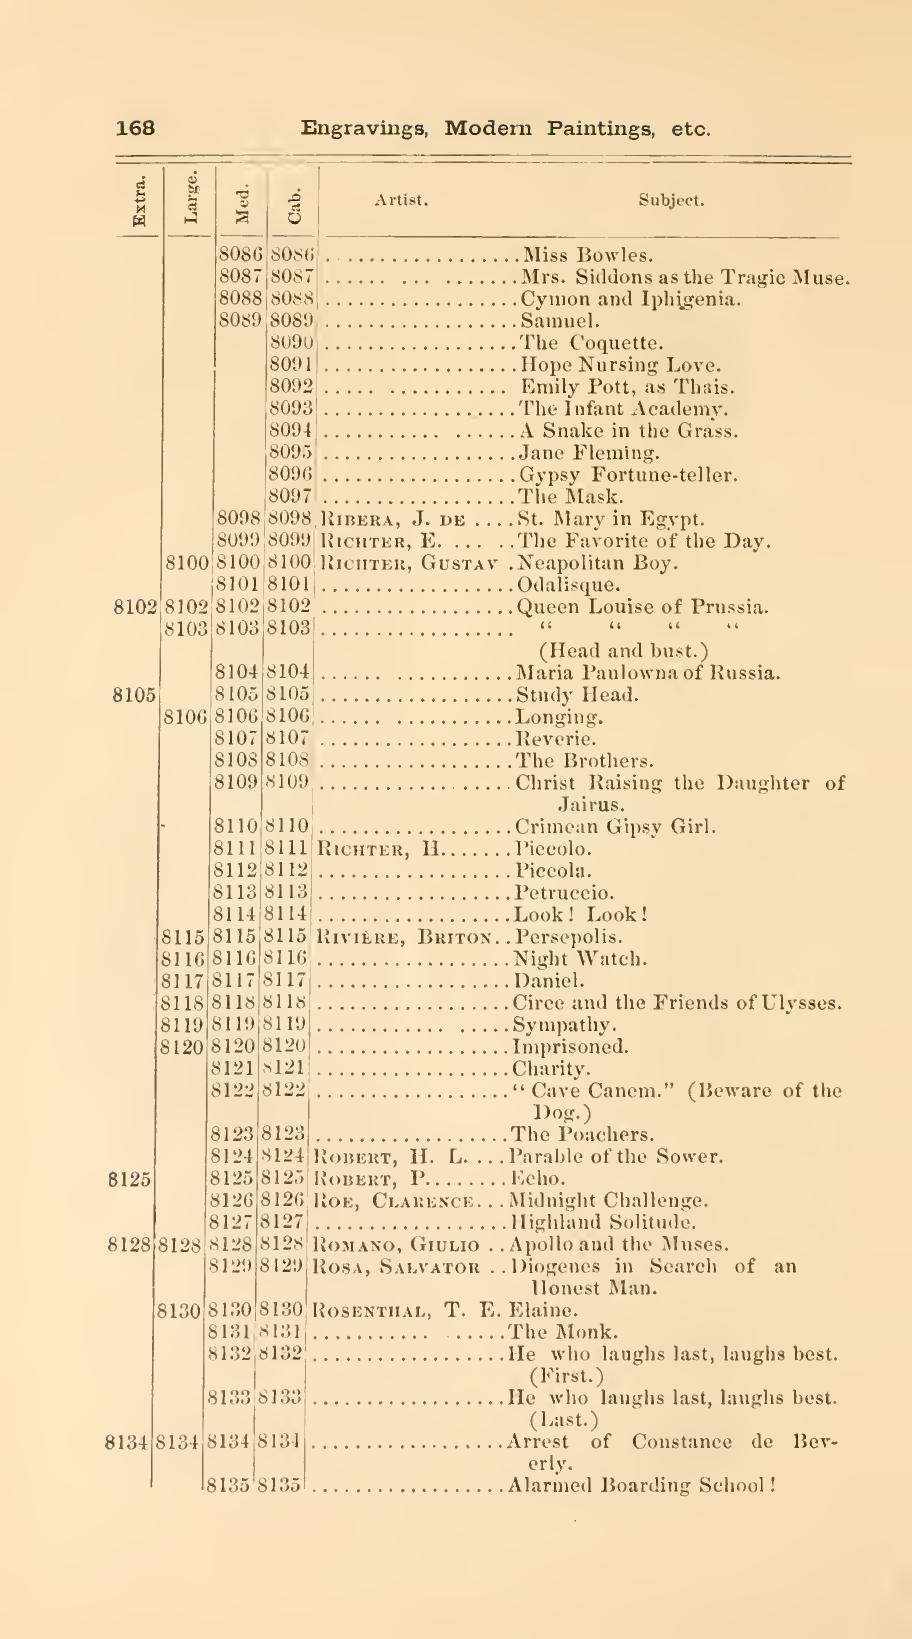 168 Engravings, Modern Paintings, etc.
Extra. Large. Med. Cab. Artist. Subject.
8086 8086 . ................. Miss Bowles.
8087 8087 ...... ... ....... Mrs. Siddons as the Tragic Muse.
8088 8088 .................. Cymon and Iphigenia.
8089 8089 .................. Samuel.
8090 .................. The Coquette.
8091 .................. Hope Nursing Love.
8092 ..... ........... Emily Pott, as Thais.
8093 .................. The Infant Academy.
8094 ........... ...... A Snake in the Grass.
8095 .................. Jane Fleming.
8096 .................. Gypsy Fortune-teller.
8097 .................. The Mask.
8098 8098 RIBERA, J. DE .... St. Mary in Egypt.
8099 8099 RICHTER, E. ... .. The Favorite of the Day.
8100 8100 8100 RICHTER, GUSTAV . Neapolitan Boy.
8101 8101 .................. Odalisque.
8102 8102 8102 8102 .................. Queen Louise of Prussia.
8103 8103 8103 .................. “ “ “ “
(Head and bust.)
8104 8104 ...... ........... Maria Paulowna of Russia.
8105 8105 8105 .................. Study Head.
8106 8106 8106 ...... ........... Longing.
8107 8107 .................. Reverie.
8108 8108 .................. The Brothers.
8109 8109 .................. Christ Raising the Daughter of
Jairus.
8110 8110 .................. Crimean Gipsy Girl.
8111 8111 RICHTER, H....... Piccolo.
8112 8112 .................. Piccola.
8113 8113 .................. Petruccio.
8114 8114 .................. Look! Look!
8115 8115 8115 RIVIÈRE, BRITON.. Persepolis.
8116 8116 8116 .................. Night Watch.
8117 8117 8117 .................. Daniel.
8118 8118 8118 .................. Circe and the Friends of Ulysses.
8119 8119 8119 ............ ..... Sympathy.
8120 8120 8120 .................. Imprisoned.
8121 8121 .................. Charity.
8122 8122 .................. “Cave Canem.” (Beware of the
Dog.)
8123 8123 .................. The Poachers.
8124 8124 ROBERT, H. L. ... Parable of the Sower.
8125 8125 8125 ROBERT, P........ Echo.
8126 8126 ROE, CLARENCE... Midnight Challenge.
8127 8127 .................. Highland Solitude.
8128 8128 8128 8128 ROMANO, GIULIO .. Apollo and the Muses.
8129 8129 ROSA, SALVATOR .. Diogenes in Search of an
Honest Man.
8130 8130 8130 ROSENTHAL, T. E. Elaine.
8131 8131 ........... ...... The Monk.
8132 8132 .................. He who laughs last, laughs best.
(First.)
8133 8133 .................. He who laughs last, laughs best.
(Last.)
8134 8134 8134 8134 .................. Arrest of Constance de Bev-
erly.
8135 8135 .................. Alarmed Boarding School!